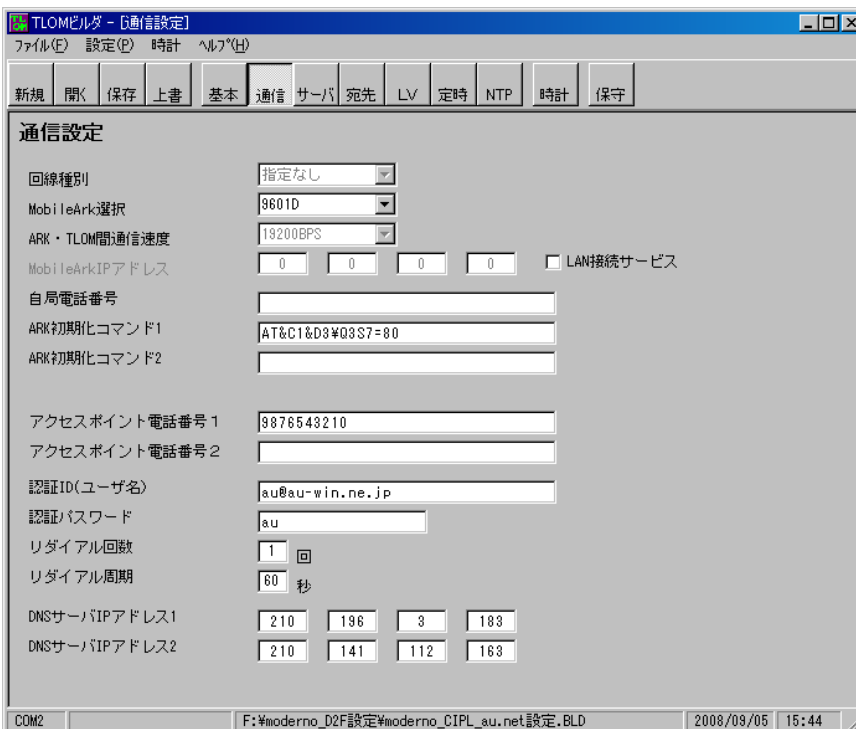 TLOMビルダ - [通信設定]
ファイル(F) 設定(P) 時計 ヘルプ(H)
新規 開く 保存 上書 基本 通信 サーバ 宛先 LV 定時 NTP 時計 保守
通信設定
回線種別 指定なし
MobileArk選択 9601D
ARK・TLOM間通信速度 19200BPS
MobileArkIPアドレス 0 0 0 0 LAN接続サービス
自局電話番号
ARK初期化コマンド1 AT&C1&D3¥Q3S7=80
ARK初期化コマンド2
アクセスポイント電話番号１ 9876543210
アクセスポイント電話番号２
認証ID(ユーザ名) au@au-win.ne.jp
認証パスワード au
リダイアル回数 1 回
リダイアル周期 60 秒
DNSサーバIPアドレス1 210 196 3 183
DNSサーバIPアドレス2 210 141 112 163
COM2 F:¥moderno_D2F設定¥moderno_CIPL_au.net設定.BLD 2008/09/05 15:44